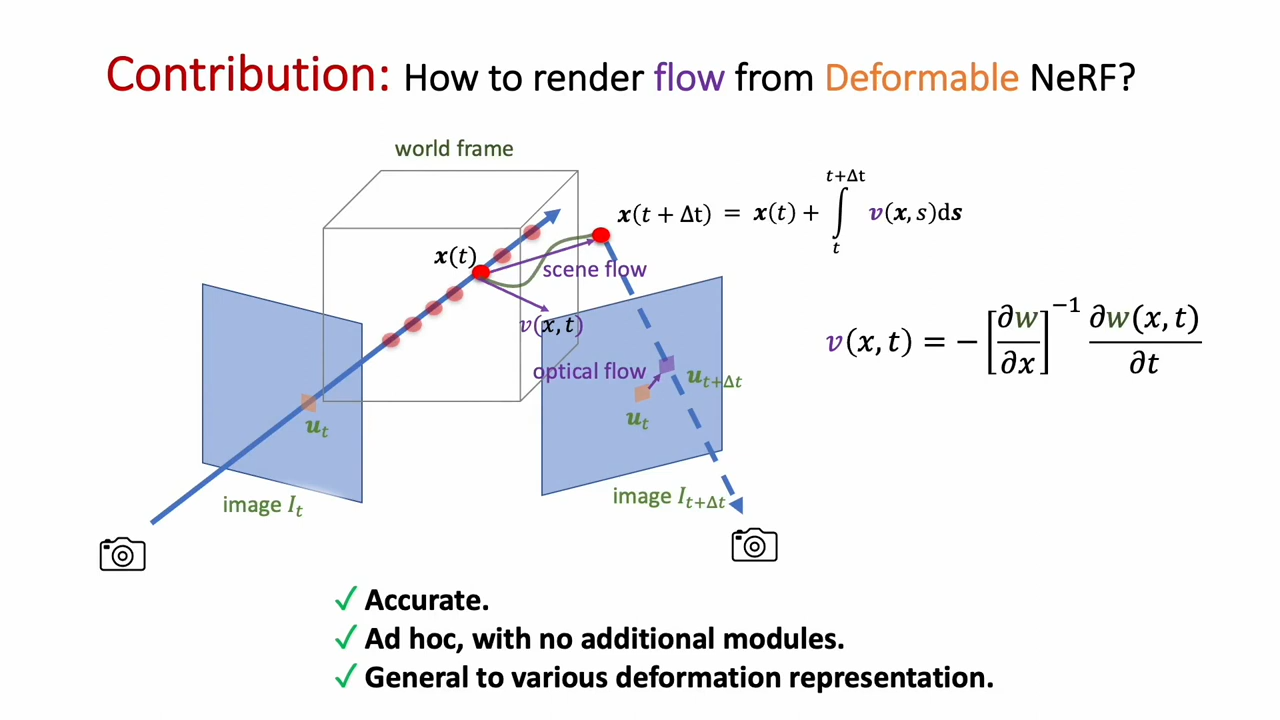 Contribution: How to render flow from Deformable NeRF?
world frame
x(t + Δt) = x(t) + ∫ₜᵗ⁺ᐃᵗ v(x, s)ds
x(t)
scene flow
v(x, t)
v(x, t) = − [∂w/∂x]⁻¹ ∂w(x, t)/∂t
optical flow
u_{t+Δt}
u_t
u_t
image I_t
image I_{t+Δt}
✓ Accurate.
✓ Ad hoc, with no additional modules.
✓ General to various deformation representation.